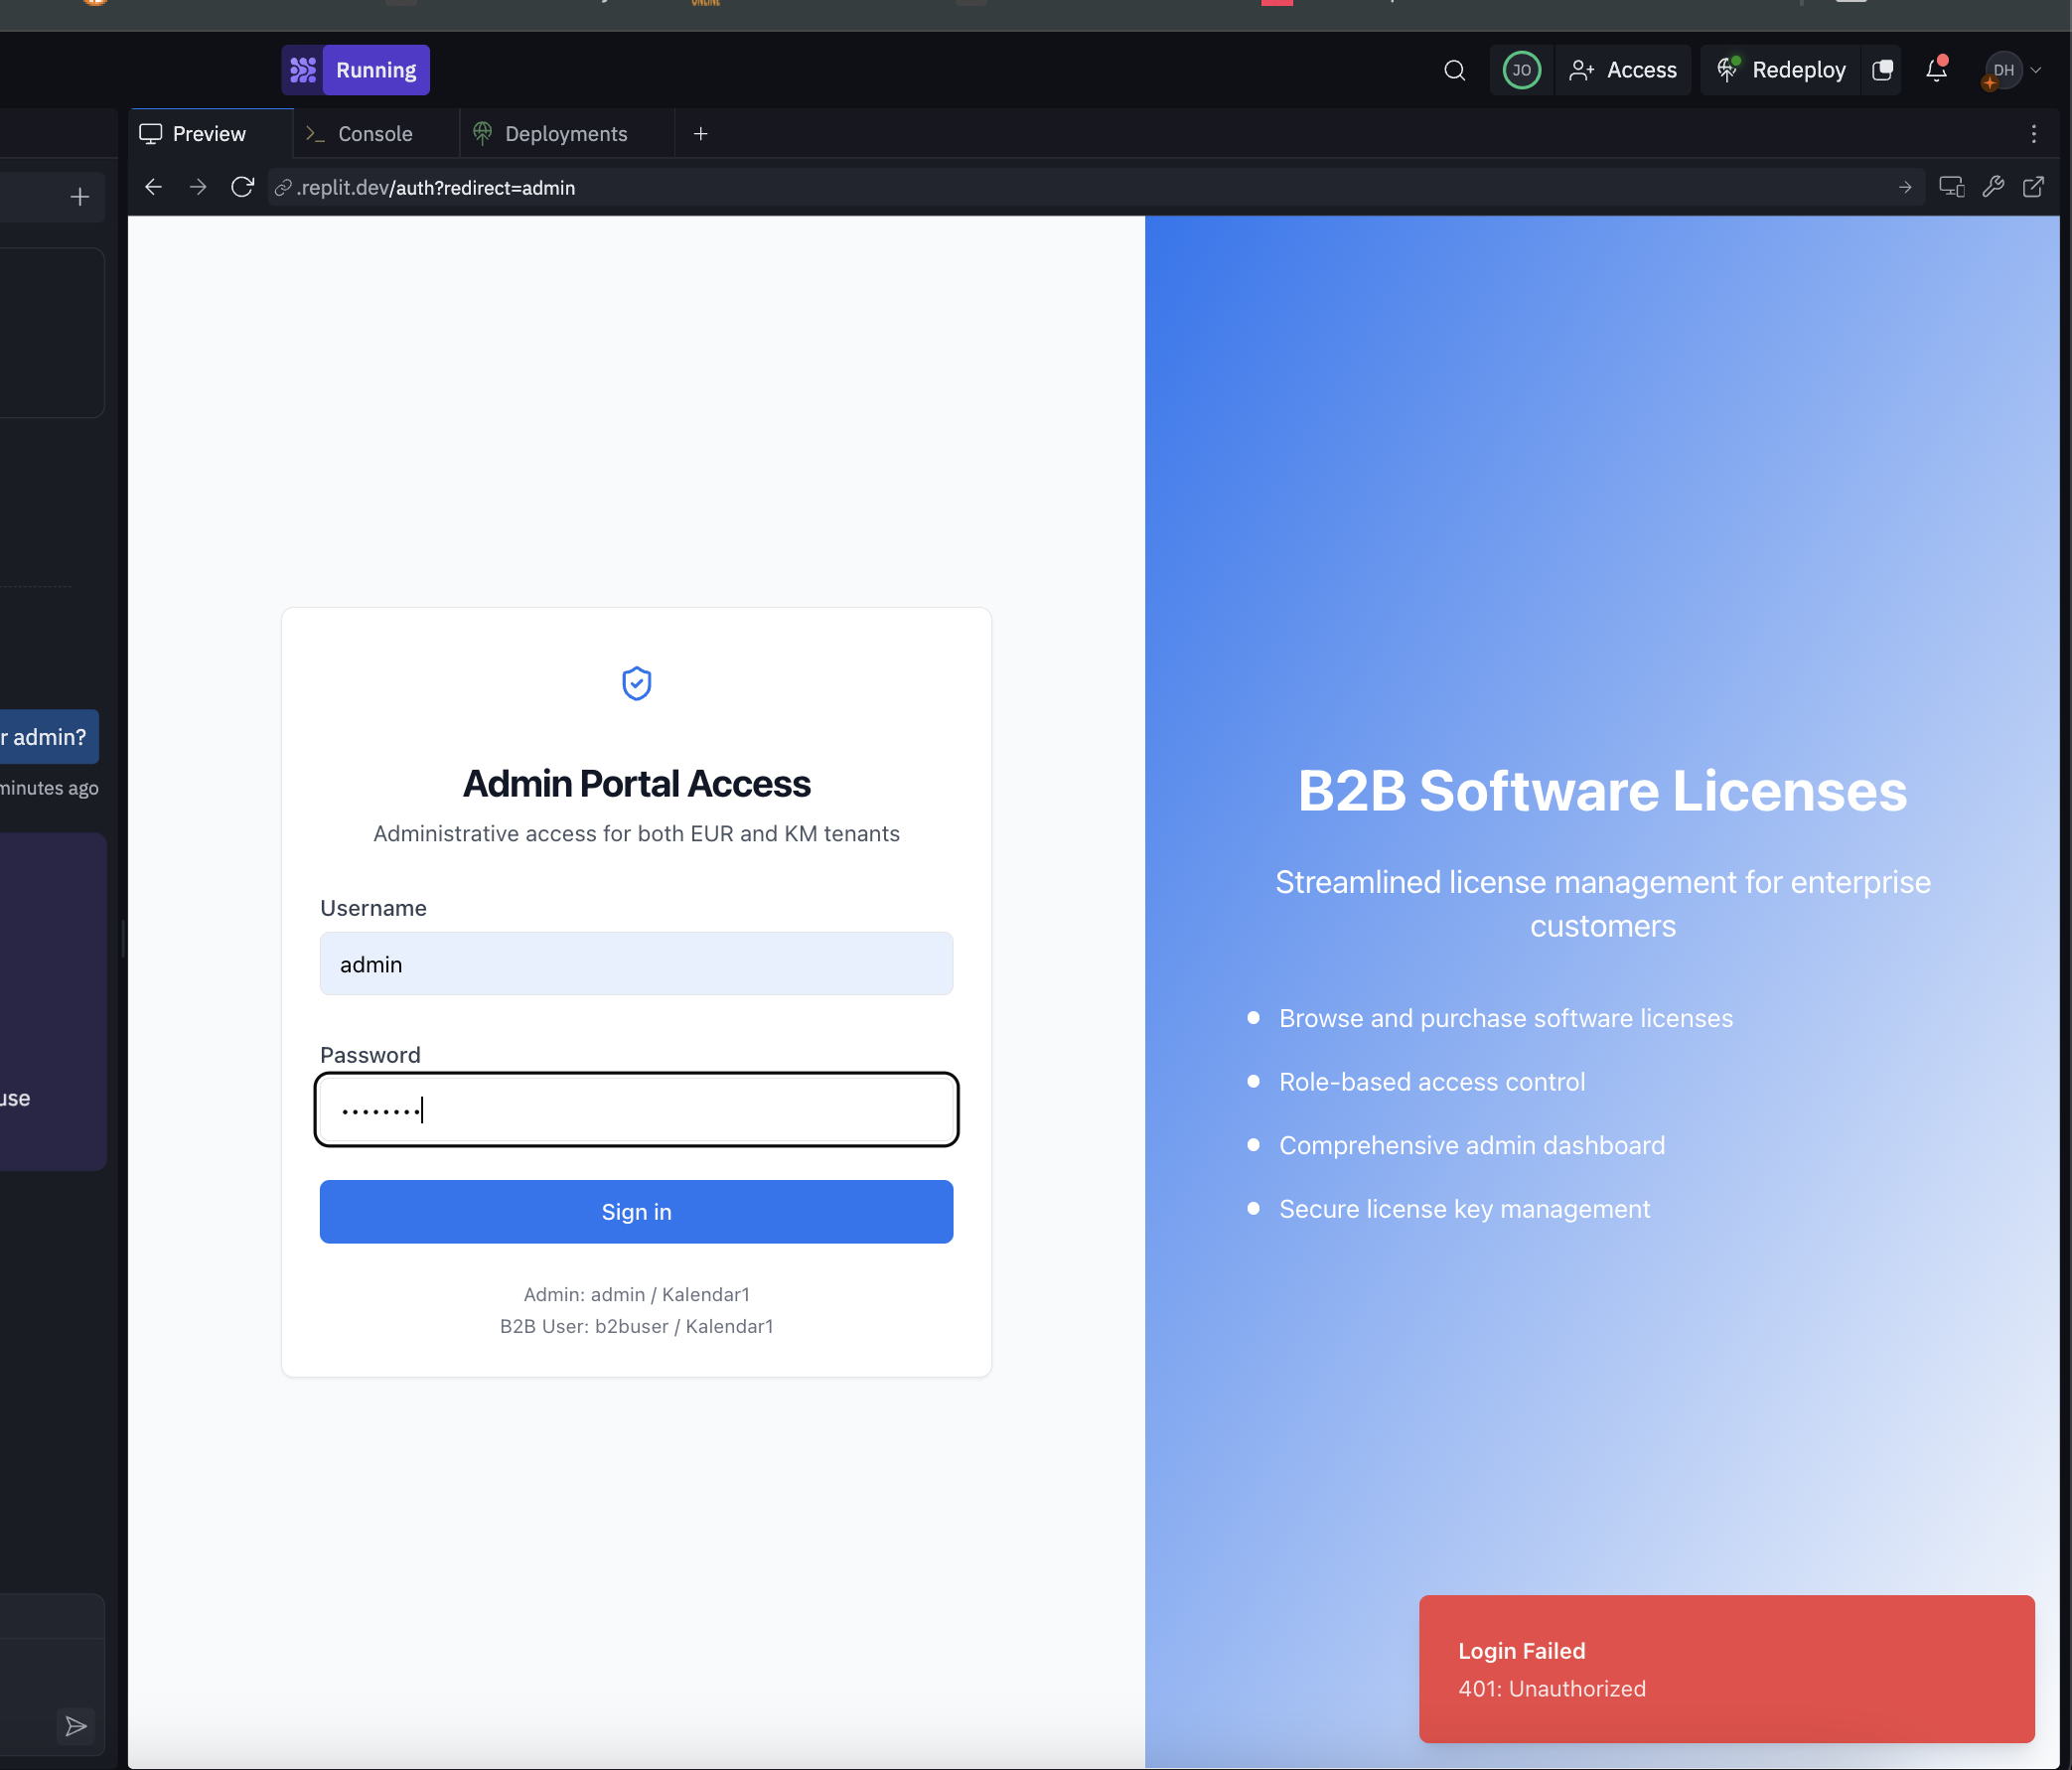 ONLINE
Running
JO
Access
Redeploy
DH
Preview
Console
Deployments
.replit.dev/auth?redirect=admin
r admin?
minutes ago
use
Admin Portal Access
Administrative access for both EUR and KM tenants
Username
admin
Password
Sign in
Admin: admin / Kalendar1
B2B User: b2buser / Kalendar1
B2B Software Licenses
Streamlined license management for enterprise
customers
Browse and purchase software licenses
Role-based access control
Comprehensive admin dashboard
Secure license key management
Login Failed
401: Unauthorized